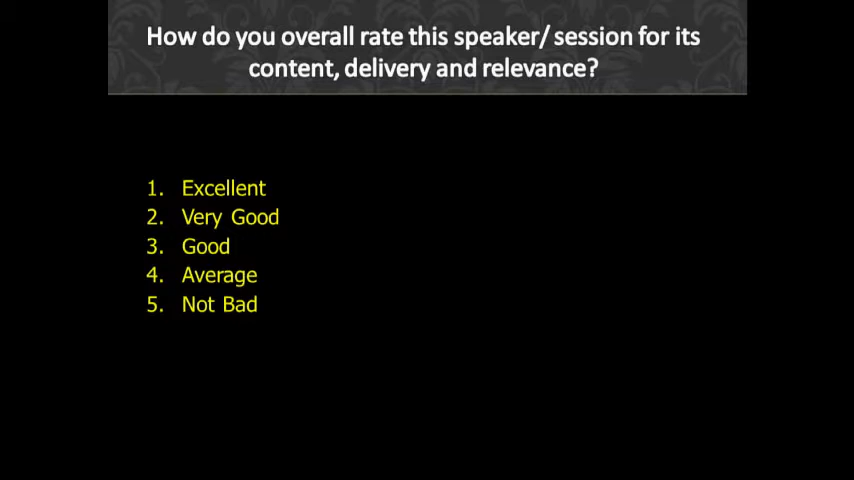 How do you overall rate this speaker/ session for its
content, delivery and relevance?
1. Excellent
2. Very Good
3. Good
4. Average
5. Not Bad